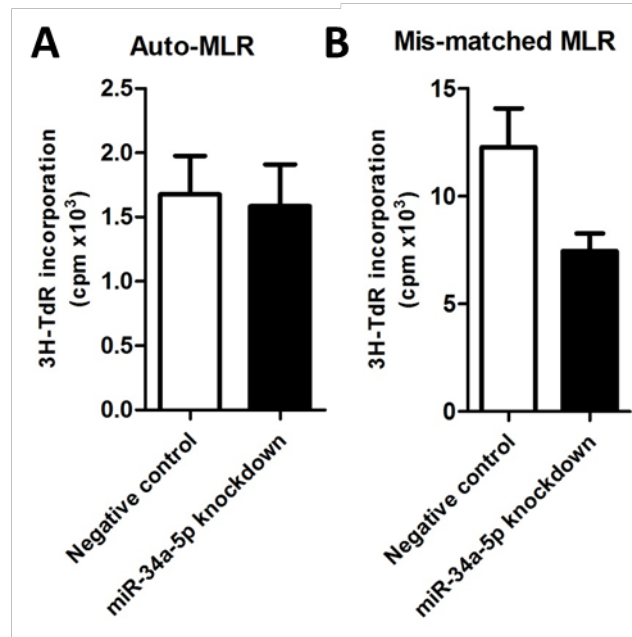 A
Auto-MLR
3H-TdR incorporation
(cpm x10³)
2.5
2.0
1.5
1.0
0.5
0.0
Negative control
miR-34a-5p knockdown
B
Mis-matched MLR
3H-TdR incorporation
(cpm x10³)
15
10
5
0
Negative control
miR-34a-5p knockdown